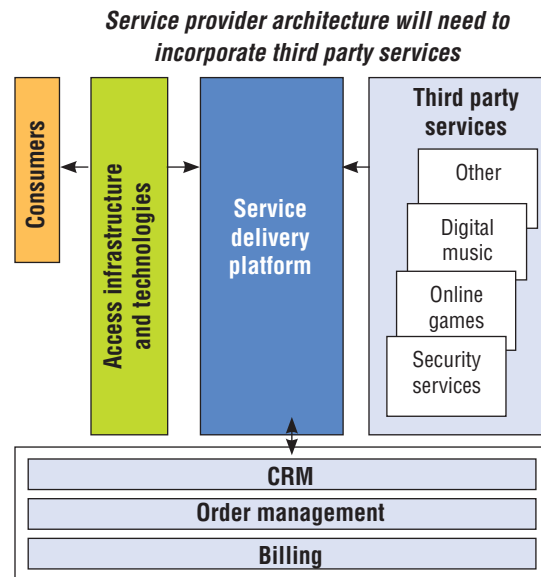 Service provider architecture will need to
incorporate third party services
Consumers
Access infrastructure
and technologies
Service
delivery
platform
Third party
services
Other
Digital
music
Online
games
Security
services
CRM
Order management
Billing